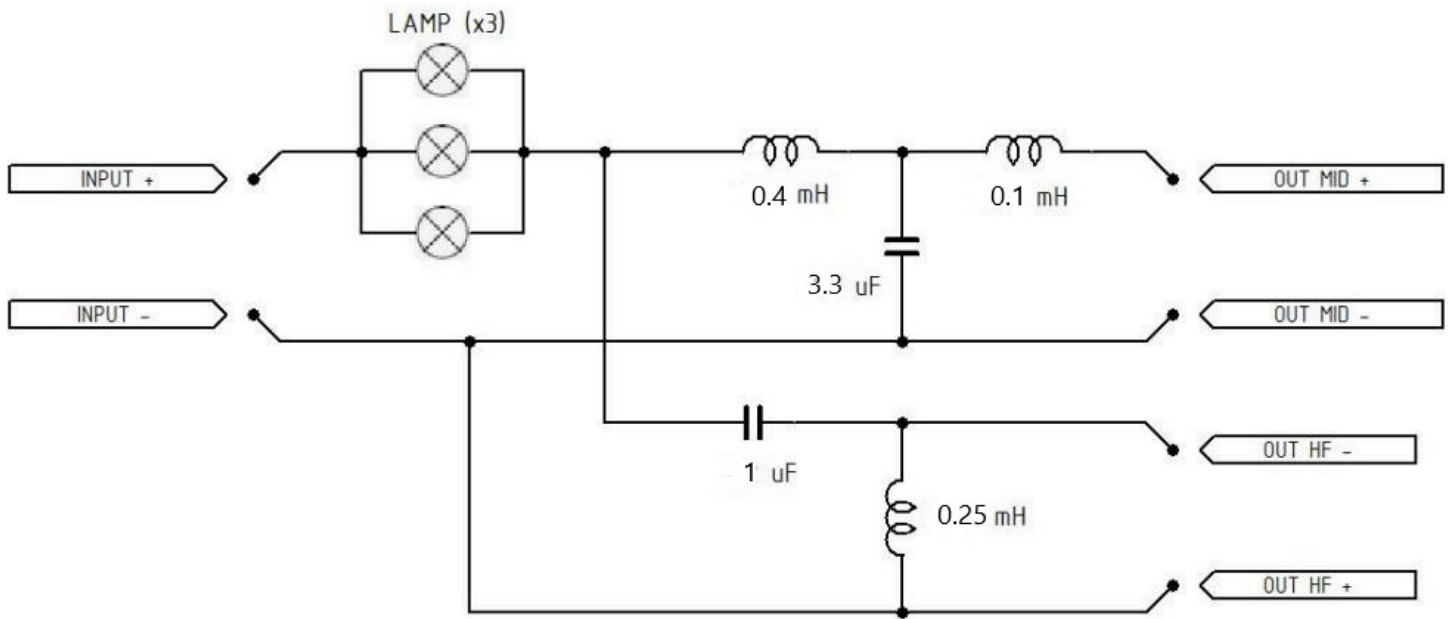 LAMP (x3)
INPUT +
0.4 mH
0.1 mH
OUT MID +
3.3 uF
INPUT -
OUT MID -
1 uF
OUT HF -
0.25 mH
OUT HF +